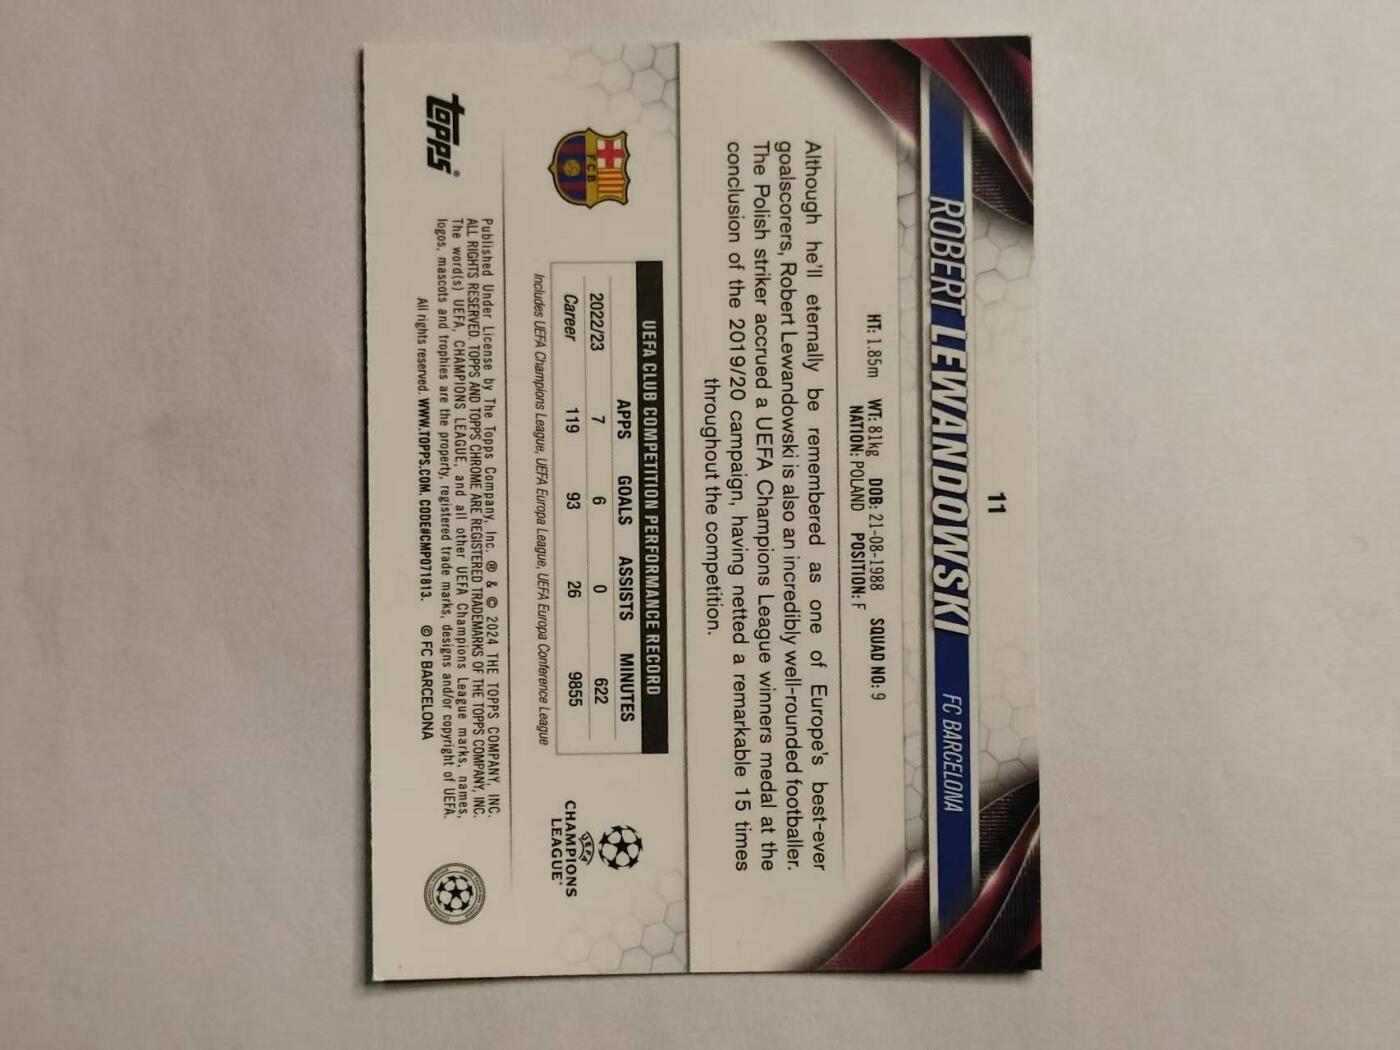 11
ROBERT LEWANDOWSKI FC BARCELONA
HT: 1.85m WT: 81kg DOB: 21-08-1988 SQUAD NO: 9
NATION: POLAND POSITION: F
Although he'll eternally be remembered as one of Europe's best-ever
goalscorers, Robert Lewandowski is also an incredibly well-rounded footballer.
The Polish striker accrued a UEFA Champions League winners medal at the
conclusion of the 2019/20 campaign, having netted a remarkable 15 times
throughout the competition.
FCB
UEFA CLUB COMPETITION PERFORMANCE RECORD
APPS GOALS ASSISTS MINUTES
2022/23 7 6 0 622
Career 119 93 26 9855
Includes UEFA Champions League, UEFA Europa League, UEFA Europa Conference League
UEFA
CHAMPIONS
LEAGUE
topps®
Published Under License by The Topps Company, Inc. ® & © 2024 THE TOPPS COMPANY, INC.
ALL RIGHTS RESERVED. TOPPS AND TOPPS CHROME ARE REGISTERED TRADEMARKS OF THE TOPPS COMPANY, INC.
The word(s) UEFA, CHAMPIONS LEAGUE, and all other UEFA Champions League marks, names,
logos, mascots and trophies are the property, registered trade marks, designs and/or copyright of UEFA.
All rights reserved. WWW.TOPPS.COM. CODE#CMP071813. © FC BARCELONA